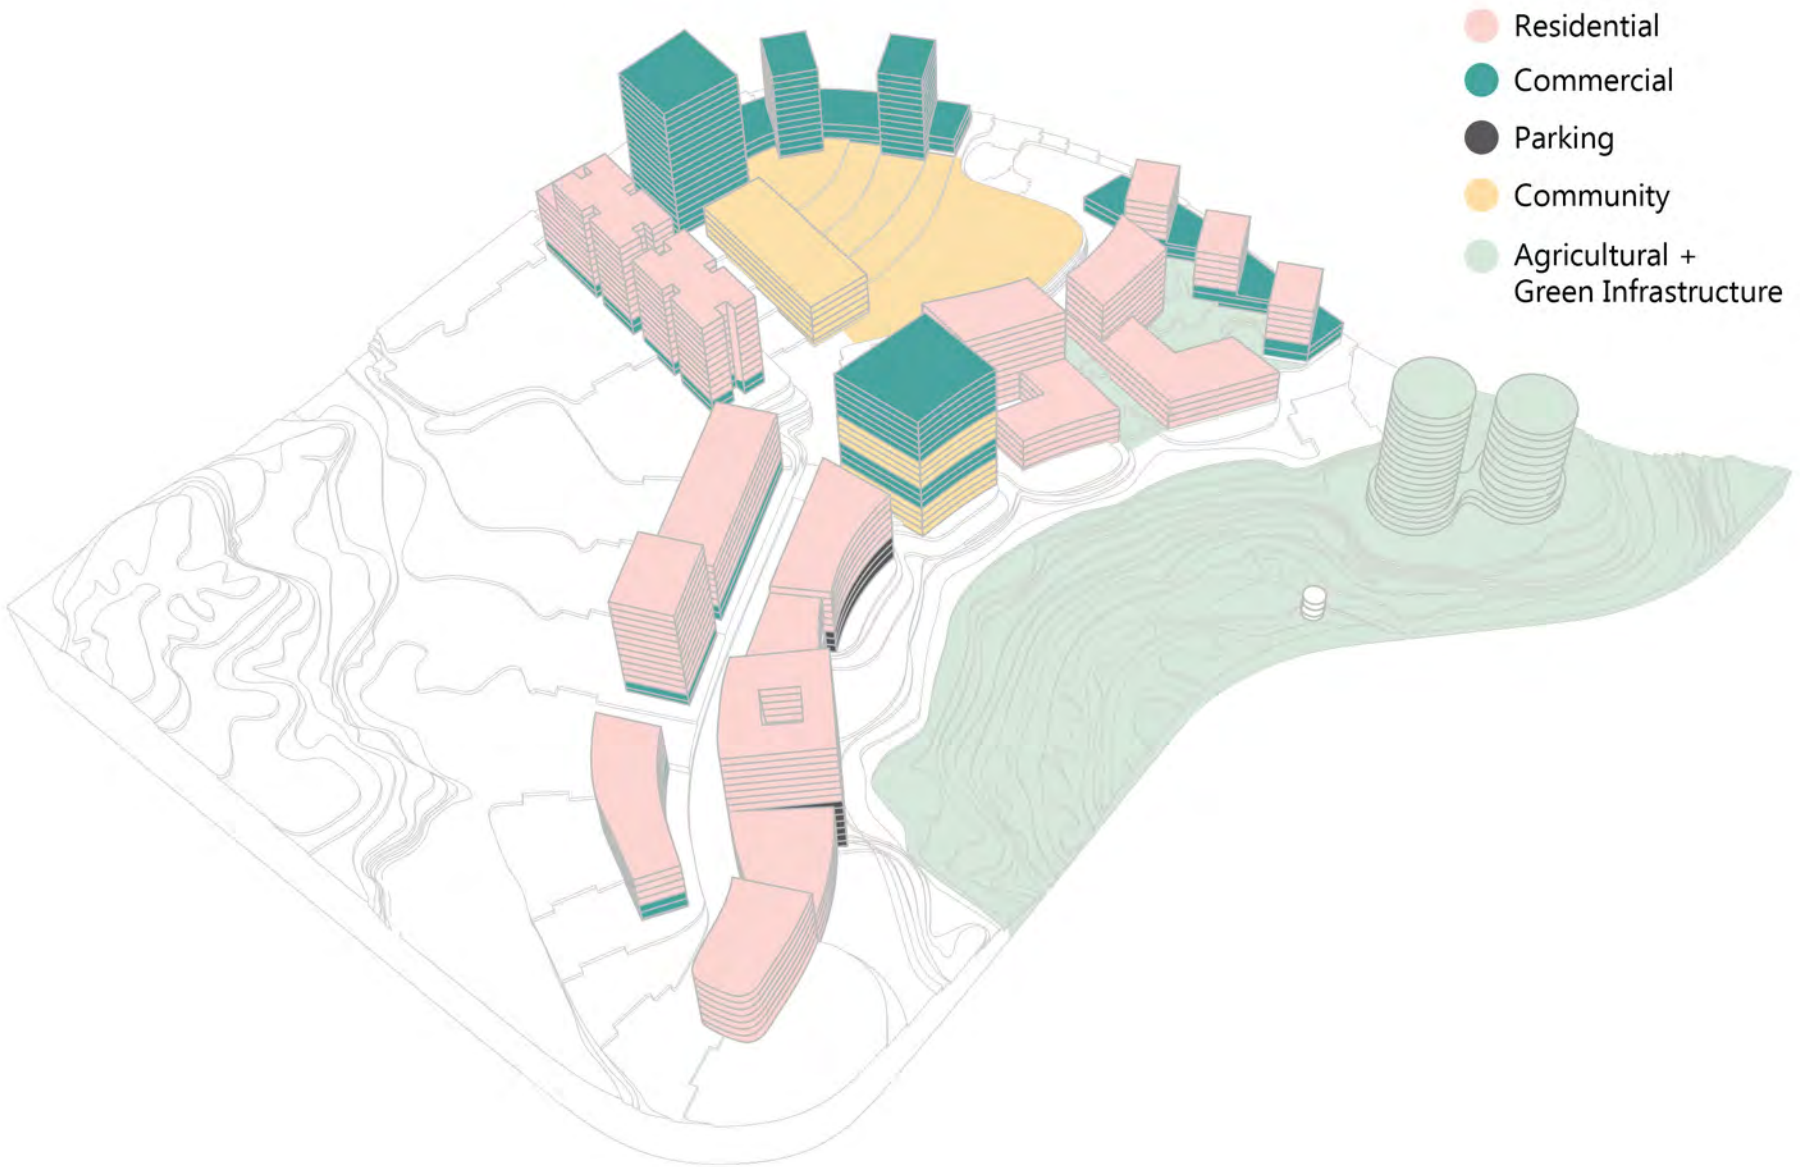 Residential
Commercial
Parking
Community
Agricultural +
Green Infrastructure